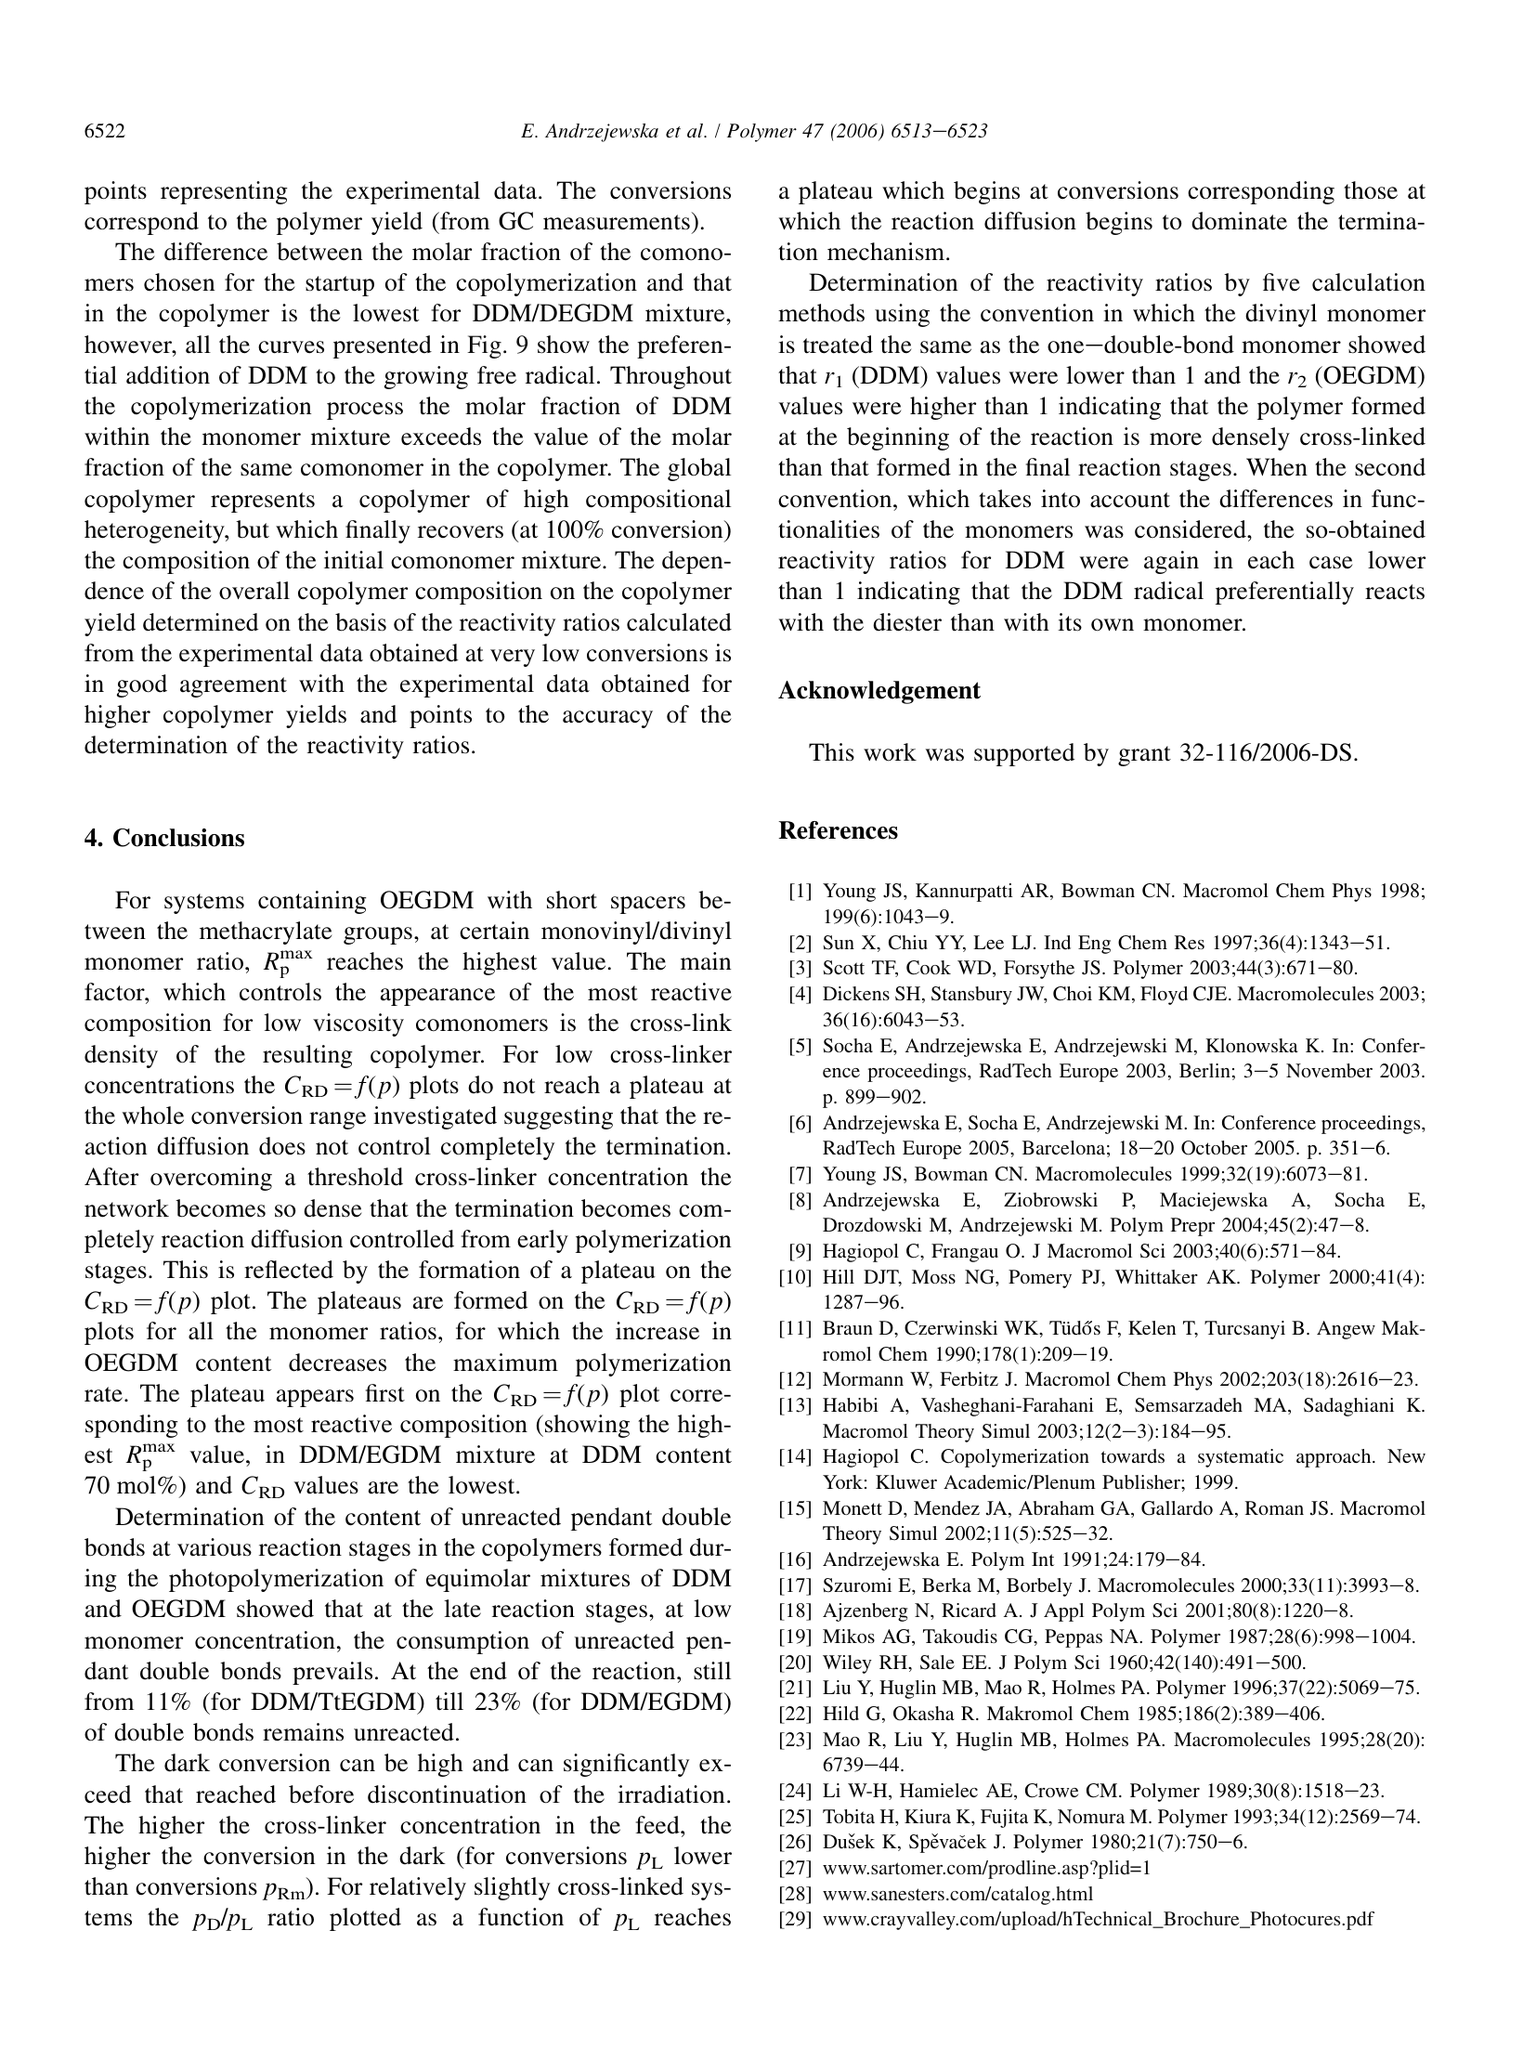 6522
E. Andrzejewska et al. / Polymer 47 (2006) 6513–6523
points representing the experimental data. The conversions
correspond to the polymer yield (from GC measurements).
The difference between the molar fraction of the comono-
mers chosen for the startup of the copolymerization and that
in the copolymer is the lowest for DDM/DEGDM mixture,
however, all the curves presented in Fig. 9 show the preferen-
tial addition of DDM to the growing free radical. Throughout
the copolymerization process the molar fraction of DDM
within the monomer mixture exceeds the value of the molar
fraction of the same comonomer in the copolymer. The global
copolymer represents a copolymer of high compositional
heterogeneity, but which finally recovers (at 100% conversion)
the composition of the initial comonomer mixture. The depen-
dence of the overall copolymer composition on the copolymer
yield determined on the basis of the reactivity ratios calculated
from the experimental data obtained at very low conversions is
in good agreement with the experimental data obtained for
higher copolymer yields and points to the accuracy of the
determination of the reactivity ratios.
4. Conclusions
For systems containing OEGDM with short spacers be-
tween the methacrylate groups, at certain monovinyl/divinyl
monomer ratio, R_p^max reaches the highest value. The main
factor, which controls the appearance of the most reactive
composition for low viscosity comonomers is the cross-link
density of the resulting copolymer. For low cross-linker
concentrations the C_RD = f(p) plots do not reach a plateau at
the whole conversion range investigated suggesting that the re-
action diffusion does not control completely the termination.
After overcoming a threshold cross-linker concentration the
network becomes so dense that the termination becomes com-
pletely reaction diffusion controlled from early polymerization
stages. This is reflected by the formation of a plateau on the
C_RD = f(p) plot. The plateaus are formed on the C_RD = f(p)
plots for all the monomer ratios, for which the increase in
OEGDM content decreases the maximum polymerization
rate. The plateau appears first on the C_RD = f(p) plot corre-
sponding to the most reactive composition (showing the high-
est R_p^max value, in DDM/EGDM mixture at DDM content
70 mol%) and C_RD values are the lowest.
Determination of the content of unreacted pendant double
bonds at various reaction stages in the copolymers formed dur-
ing the photopolymerization of equimolar mixtures of DDM
and OEGDM showed that at the late reaction stages, at low
monomer concentration, the consumption of unreacted pen-
dant double bonds prevails. At the end of the reaction, still
from 11% (for DDM/TtEGDM) till 23% (for DDM/EGDM)
of double bonds remains unreacted.
The dark conversion can be high and can significantly ex-
ceed that reached before discontinuation of the irradiation.
The higher the cross-linker concentration in the feed, the
higher the conversion in the dark (for conversions p_L lower
than conversions p_Rm). For relatively slightly cross-linked sys-
tems the p_D/p_L ratio plotted as a function of p_L reaches
a plateau which begins at conversions corresponding those at
which the reaction diffusion begins to dominate the termina-
tion mechanism.
Determination of the reactivity ratios by five calculation
methods using the convention in which the divinyl monomer
is treated the same as the one–double-bond monomer showed
that r_1 (DDM) values were lower than 1 and the r_2 (OEGDM)
values were higher than 1 indicating that the polymer formed
at the beginning of the reaction is more densely cross-linked
than that formed in the final reaction stages. When the second
convention, which takes into account the differences in func-
tionalities of the monomers was considered, the so-obtained
reactivity ratios for DDM were again in each case lower
than 1 indicating that the DDM radical preferentially reacts
with the diester than with its own monomer.
Acknowledgement
This work was supported by grant 32-116/2006-DS.
References
[1] Young JS, Kannurpatti AR, Bowman CN. Macromol Chem Phys 1998;
199(6):1043–9.
[2] Sun X, Chiu YY, Lee LJ. Ind Eng Chem Res 1997;36(4):1343–51.
[3] Scott TF, Cook WD, Forsythe JS. Polymer 2003;44(3):671–80.
[4] Dickens SH, Stansbury JW, Choi KM, Floyd CJE. Macromolecules 2003;
36(16):6043–53.
[5] Socha E, Andrzejewska E, Andrzejewski M, Klonowska K. In: Confer-
ence proceedings, RadTech Europe 2003, Berlin; 3–5 November 2003.
p. 899–902.
[6] Andrzejewska E, Socha E, Andrzejewski M. In: Conference proceedings,
RadTech Europe 2005, Barcelona; 18–20 October 2005. p. 351–6.
[7] Young JS, Bowman CN. Macromolecules 1999;32(19):6073–81.
[8] Andrzejewska E, Ziobrowski P, Maciejewska A, Socha E,
Drozdowski M, Andrzejewski M. Polym Prepr 2004;45(2):47–8.
[9] Hagiopol C, Frangau O. J Macromol Sci 2003;40(6):571–84.
[10] Hill DJT, Moss NG, Pomery PJ, Whittaker AK. Polymer 2000;41(4):
1287–96.
[11] Braun D, Czerwinski WK, Tüdős F, Kelen T, Turcsanyi B. Angew Mak-
romol Chem 1990;178(1):209–19.
[12] Mormann W, Ferbitz J. Macromol Chem Phys 2002;203(18):2616–23.
[13] Habibi A, Vasheghani-Farahani E, Semsarzadeh MA, Sadaghiani K.
Macromol Theory Simul 2003;12(2–3):184–95.
[14] Hagiopol C. Copolymerization towards a systematic approach. New
York: Kluwer Academic/Plenum Publisher; 1999.
[15] Monett D, Mendez JA, Abraham GA, Gallardo A, Roman JS. Macromol
Theory Simul 2002;11(5):525–32.
[16] Andrzejewska E. Polym Int 1991;24:179–84.
[17] Szuromi E, Berka M, Borbely J. Macromolecules 2000;33(11):3993–8.
[18] Ajzenberg N, Ricard A. J Appl Polym Sci 2001;80(8):1220–8.
[19] Mikos AG, Takoudis CG, Peppas NA. Polymer 1987;28(6):998–1004.
[20] Wiley RH, Sale EE. J Polym Sci 1960;42(140):491–500.
[21] Liu Y, Huglin MB, Mao R, Holmes PA. Polymer 1996;37(22):5069–75.
[22] Hild G, Okasha R. Makromol Chem 1985;186(2):389–406.
[23] Mao R, Liu Y, Huglin MB, Holmes PA. Macromolecules 1995;28(20):
6739–44.
[24] Li W-H, Hamielec AE, Crowe CM. Polymer 1989;30(8):1518–23.
[25] Tobita H, Kiura K, Fujita K, Nomura M. Polymer 1993;34(12):2569–74.
[26] Dušek K, Spěvaček J. Polymer 1980;21(7):750–6.
[27] www.sartomer.com/prodline.asp?plid=1
[28] www.sanesters.com/catalog.html
[29] www.crayvalley.com/upload/hTechnical_Brochure_Photocures.pdf